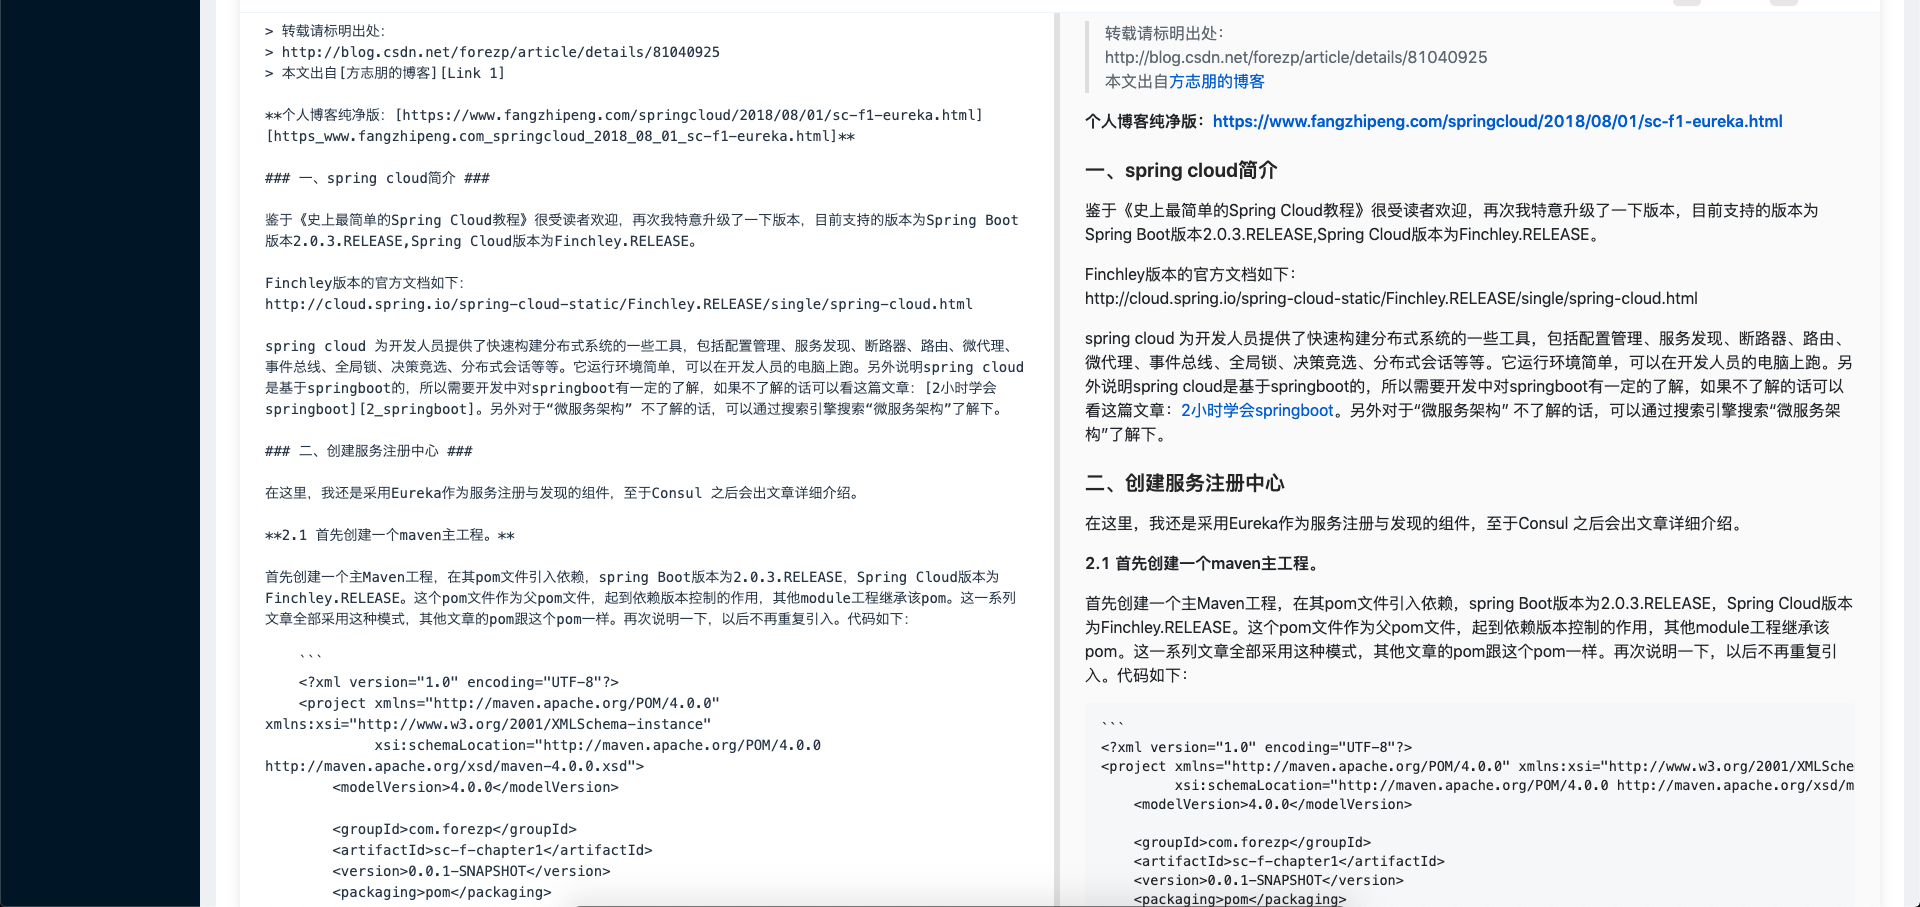 > 转载请标明出处：
> http://blog.csdn.net/forezp/article/details/81040925
> 本文出自[方志朋的博客][Link 1]
**个人博客纯净版：[https://www.fangzhipeng.com/springcloud/2018/08/01/sc-f1-eureka.html]
[https_www.fangzhipeng.com_springcloud_2018_08_01_sc-f1-eureka.html]**
### 一、spring cloud简介 ###
鉴于《史上最简单的Spring Cloud教程》很受读者欢迎，再次我特意升级了一下版本，目前支持的版本为Spring Boot
版本2.0.3.RELEASE,Spring Cloud版本为Finchley.RELEASE。
Finchley版本的官方文档如下：
http://cloud.spring.io/spring-cloud-static/Finchley.RELEASE/single/spring-cloud.html
spring cloud 为开发人员提供了快速构建分布式系统的一些工具，包括配置管理、服务发现、断路器、路由、微代理、
事件总线、全局锁、决策竞选、分布式会话等等。它运行环境简单，可以在开发人员的电脑上跑。另外说明spring cloud
是基于springboot的，所以需要开发中对springboot有一定的了解，如果不了解的话可以看这篇文章：[2小时学会
springboot][2_springboot]。另外对于“微服务架构” 不了解的话，可以通过搜索引擎搜索“微服务架构”了解下。
### 二、创建服务注册中心 ###
在这里，我还是采用Eureka作为服务注册与发现的组件，至于Consul 之后会出文章详细介绍。
**2.1 首先创建一个maven主工程。**
首先创建一个主Maven工程，在其pom文件引入依赖，spring Boot版本为2.0.3.RELEASE，Spring Cloud版本为
Finchley.RELEASE。这个pom文件作为父pom文件，起到依赖版本控制的作用，其他module工程继承该pom。这一系列
文章全部采用这种模式，其他文章的pom跟这个pom一样。再次说明一下，以后不再重复引入。代码如下：
```
<?xml version="1.0" encoding="UTF-8"?>
<project xmlns="http://maven.apache.org/POM/4.0.0"
xmlns:xsi="http://www.w3.org/2001/XMLSchema-instance"
xsi:schemaLocation="http://maven.apache.org/POM/4.0.0
http://maven.apache.org/xsd/maven-4.0.0.xsd">
<modelVersion>4.0.0</modelVersion>
<groupId>com.forezp</groupId>
<artifactId>sc-f-chapter1</artifactId>
<version>0.0.1-SNAPSHOT</version>
<packaging>pom</packaging>
转载请标明出处：
http://blog.csdn.net/forezp/article/details/81040925
本文出自方志朋的博客
个人博客纯净版：https://www.fangzhipeng.com/springcloud/2018/08/01/sc-f1-eureka.html
一、spring cloud简介
鉴于《史上最简单的Spring Cloud教程》很受读者欢迎，再次我特意升级了一下版本，目前支持的版本为
Spring Boot版本2.0.3.RELEASE,Spring Cloud版本为Finchley.RELEASE。
Finchley版本的官方文档如下：
http://cloud.spring.io/spring-cloud-static/Finchley.RELEASE/single/spring-cloud.html
spring cloud 为开发人员提供了快速构建分布式系统的一些工具，包括配置管理、服务发现、断路器、路由、
微代理、事件总线、全局锁、决策竞选、分布式会话等等。它运行环境简单，可以在开发人员的电脑上跑。另
外说明spring cloud是基于springboot的，所以需要开发中对springboot有一定的了解，如果不了解的话可以
看这篇文章：2小时学会springboot。另外对于“微服务架构” 不了解的话，可以通过搜索引擎搜索“微服务架
构”了解下。
二、创建服务注册中心
在这里，我还是采用Eureka作为服务注册与发现的组件，至于Consul 之后会出文章详细介绍。
2.1 首先创建一个maven主工程。
首先创建一个主Maven工程，在其pom文件引入依赖，spring Boot版本为2.0.3.RELEASE，Spring Cloud版本
为Finchley.RELEASE。这个pom文件作为父pom文件，起到依赖版本控制的作用，其他module工程继承该
pom。这一系列文章全部采用这种模式，其他文章的pom跟这个pom一样。再次说明一下，以后不再重复引
入。代码如下：
```
<?xml version="1.0" encoding="UTF-8"?>
<project xmlns="http://maven.apache.org/POM/4.0.0" xmlns:xsi="http://www.w3.org/2001/XMLSche
xsi:schemaLocation="http://maven.apache.org/POM/4.0.0 http://maven.apache.org/xsd/m
<modelVersion>4.0.0</modelVersion>
<groupId>com.forezp</groupId>
<artifactId>sc-f-chapter1</artifactId>
<version>0.0.1-SNAPSHOT</version>
<packaging>pom</packaging>